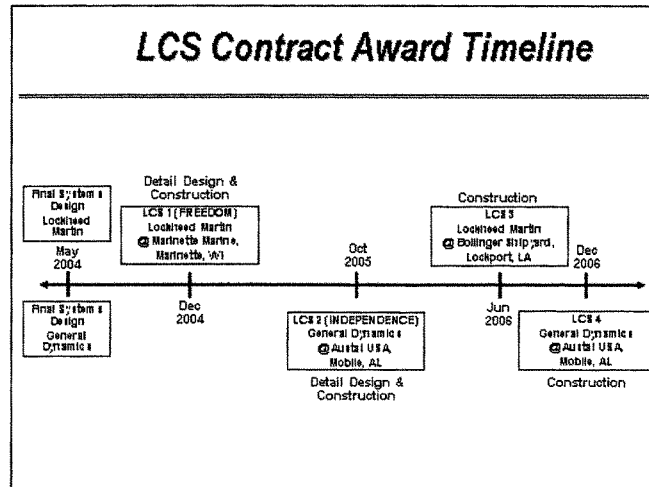 LCS Contract Award Timeline
Final Systems
Design
Lockheed
Martin
May
2004
Final Systems
Design
General
Dynamics
Detail Design &
Construction
LCS 1 (FREEDOM)
Lockheed Martin
@ Marinette Marine,
Marinette, WI
Dec
2004
Oct
2005
LCS 2 (INDEPENDENCE)
General Dynamics
@ Austal USA,
Mobile, AL
Detail Design &
Construction
Construction
LCS 3
Lockheed Martin
@ Bollinger Shipyard,
Lockport, LA
Jun
2006
Dec
2006
LCS 4
General Dynamics
@ Austal USA,
Mobile, AL
Construction